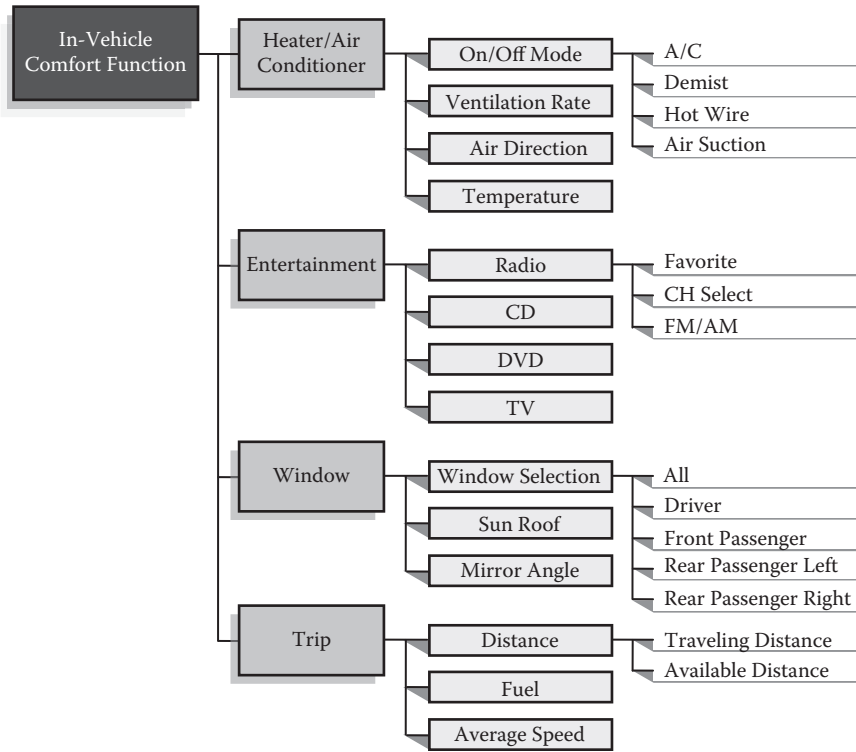 In-Vehicle
Comfort Function
Heater/Air
Conditioner
On/Off Mode
A/C
Demist
Hot Wire
Air Suction
Ventilation Rate
Air Direction
Temperature
Entertainment
Radio
Favorite
CH Select
FM/AM
CD
DVD
TV
Window
Window Selection
All
Driver
Front Passenger
Rear Passenger Left
Rear Passenger Right
Sun Roof
Mirror Angle
Trip
Distance
Traveling Distance
Available Distance
Fuel
Average Speed